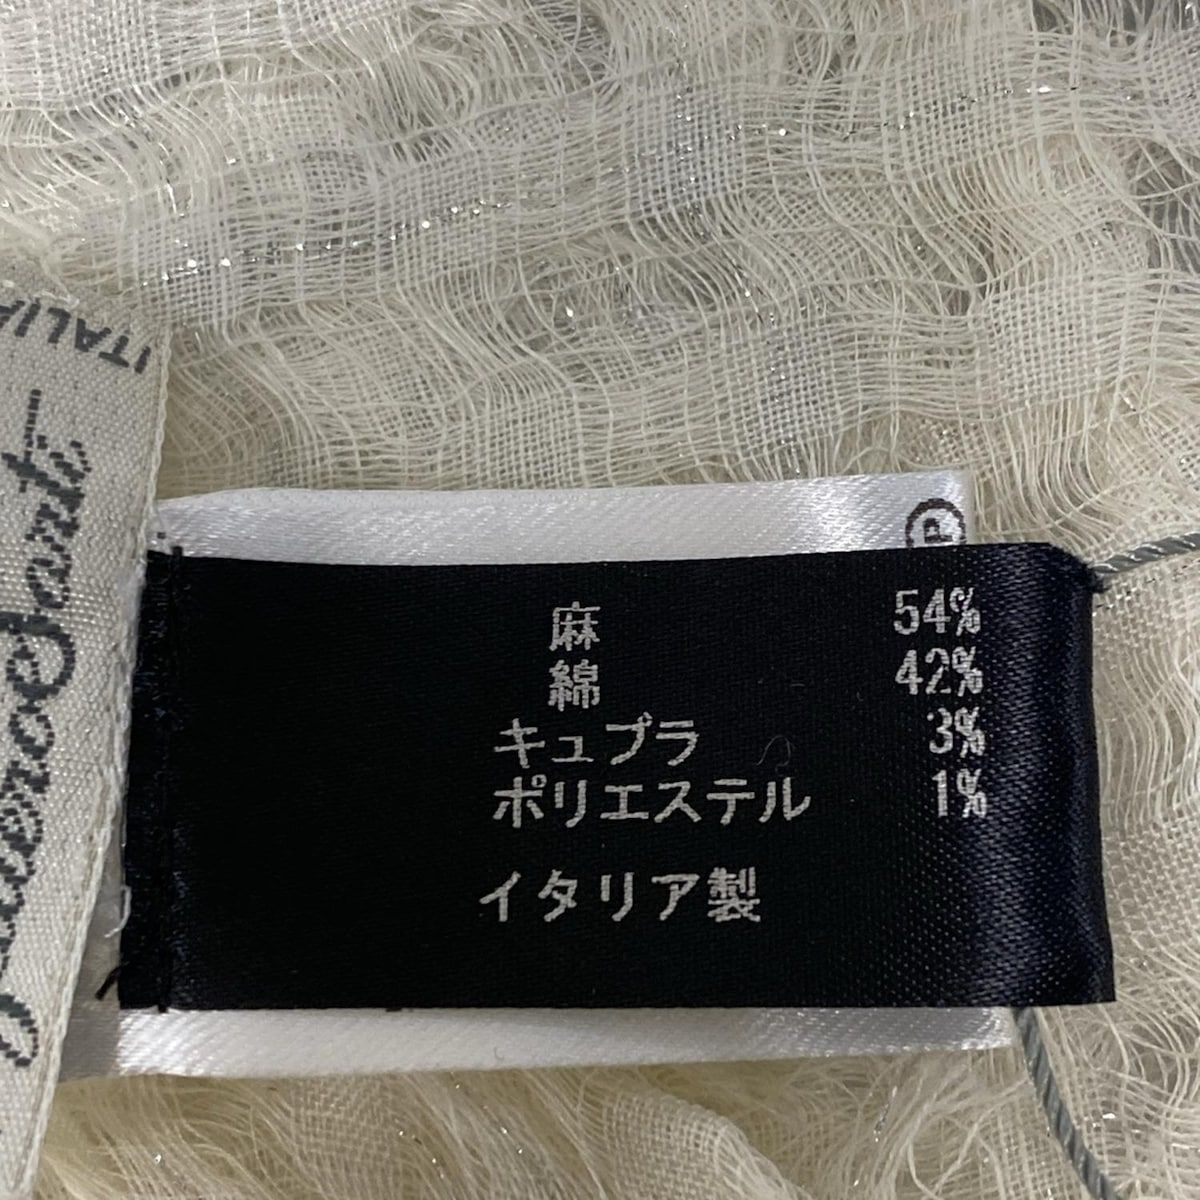 麻 54%
綿 42%
キュプラ 3%
ポリエステル 1%
イタリア製
P
ITALIA